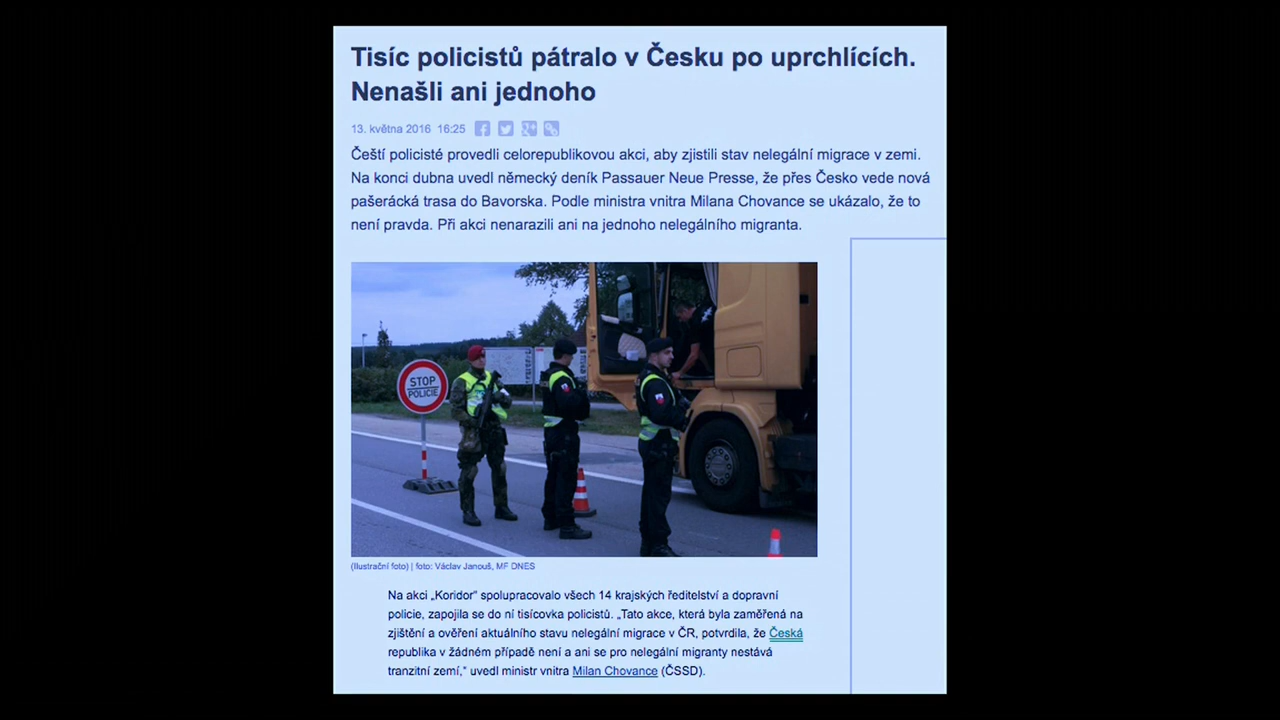 Tisíc policistů pátralo v Česku po uprchlících.
Nenašli ani jednoho
13. května 2016 16:25
Čeští policisté provedli celorepublikovou akci, aby zjistili stav nelegální migrace v zemi.
Na konci dubna uvedl německý deník Passauer Neue Presse, že přes Česko vede nová
pašerácká trasa do Bavorska. Podle ministra vnitra Milana Chovance se ukázalo, že to
není pravda. Při akci nenarazili ani na jednoho nelegálního migranta.
STOP
POLICIE
(Ilustrační foto) | foto: Václav Janouš, MF DNES
Na akci „Koridor" spolupracovalo všech 14 krajských ředitelství a dopravní
policie, zapojila se do ní tisícovka policistů. „Tato akce, která byla zaměřená na
zjištění a ověření aktuálního stavu nelegální migrace v ČR, potvrdila, že Česká
republika v žádném případě není a ani se pro nelegální migranty nestává
tranzitní zemí," uvedl ministr vnitra Milan Chovance (ČSSD).